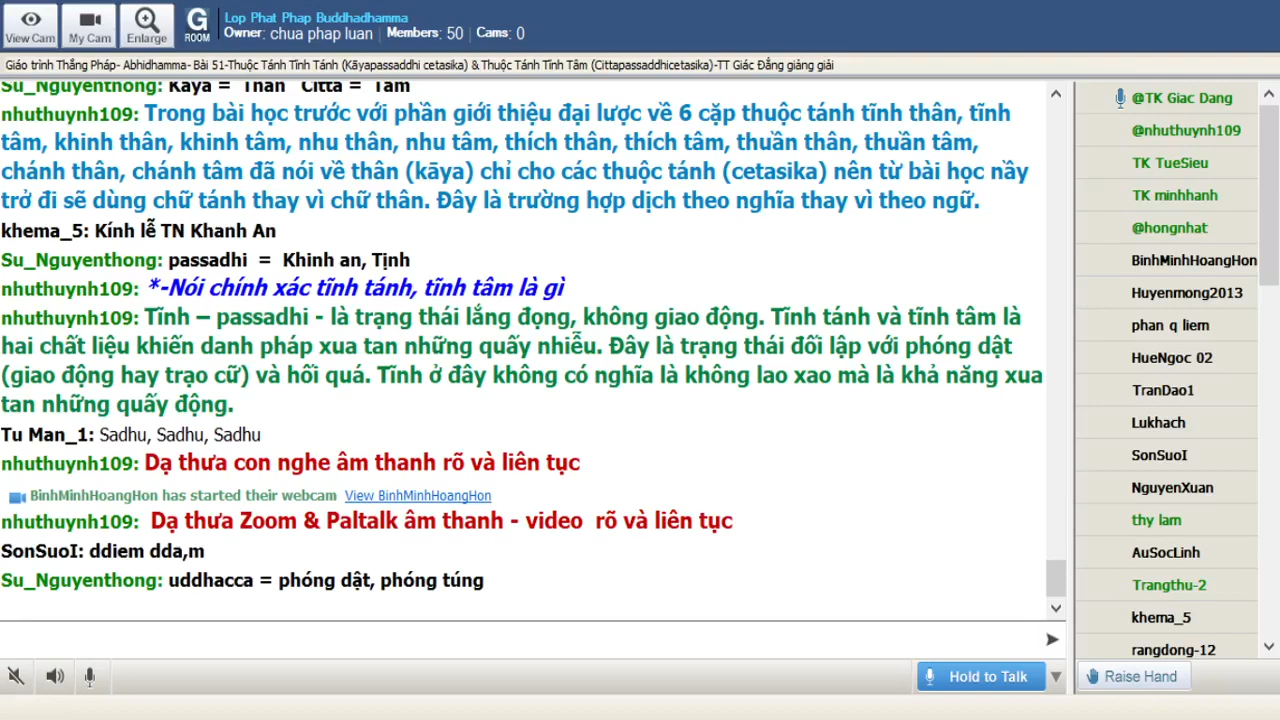 View Cam
My Cam
Enlarge
G
ROOM
Lop Phat Phap Buddhadhamma
Owner: chua phap luan | Members: 50 | Cams: 0
Giáo trình Thắng Pháp- Abhidhamma- Bài 51-Thuộc Tánh Tĩnh Tánh (Kāyapassaddhi cetasika) & Thuộc Tánh Tĩnh Tâm (Cittapassaddhicetasika)-TT Giác Đẳng giảng giải
Su_Nguyenthong: Kaya = Thân Citta = Tâm
nhuthuynh109: Trong bài học trước với phần giới thiệu đại lược về 6 cặp thuộc tánh tĩnh thân, tĩnh
tâm, khinh thân, khinh tâm, nhu thân, nhu tâm, thích thân, thích tâm, thuần thân, thuần tâm,
chánh thân, chánh tâm đã nói về thân (kāya) chỉ cho các thuộc tánh (cetasika) nên từ bài học nầy
trở đi sẽ dùng chữ tánh thay vì chữ thân. Đây là trường hợp dịch theo nghĩa thay vì theo ngữ.
khema_5: Kính lễ TN Khanh An
Su_Nguyenthong: passadhi = Khinh an, Tịnh
nhuthuynh109: *-Nói chính xác tĩnh tánh, tĩnh tâm là gì
nhuthuynh109: Tĩnh – passadhi - là trạng thái lắng đọng, không giao động. Tĩnh tánh và tĩnh tâm là
hai chất liệu khiến danh pháp xua tan những quấy nhiễu. Đây là trạng thái đối lập với phóng dật
(giao động hay trạo cữ) và hối quá. Tĩnh ở đây không có nghĩa là không lao xao mà là khả năng xua
tan những quấy động.
Tu Man_1: Sadhu, Sadhu, Sadhu
nhuthuynh109: Dạ thưa con nghe âm thanh rõ và liên tục
BinhMinhHoangHon has started their webcam View BinhMinhHoangHon
nhuthuynh109: Dạ thưa Zoom & Paltalk âm thanh - video rõ và liên tục
SonSuoI: ddiem dda,m
Su_Nguyenthong: uddhacca = phóng dật, phóng túng
Hold to Talk
@TK Giac Dang
@nhuthuynh109
TK TueSieu
TK minhhanh
@hongnhat
BinhMinhHoangHon
Huyenmong2013
phan q liem
HueNgoc 02
TranDao1
Lukhach
SonSuoI
NguyenXuan
thy lam
AuSocLinh
Trangthu-2
khema_5
rangdong-12
Raise Hand